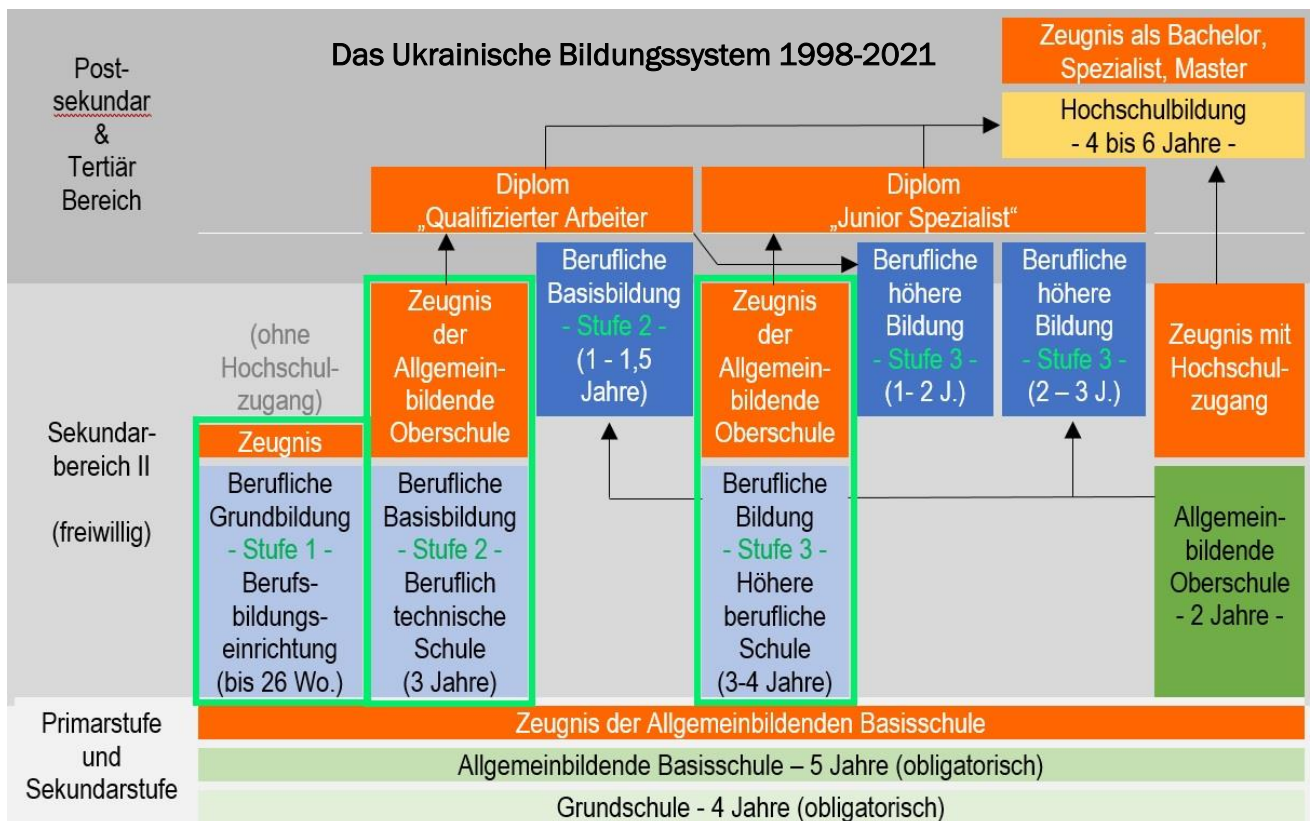 Das Ukrainische Bildungssystem 1998-2021
Post-
sekundar
&
Tertiär
Bereich
Zeugnis als Bachelor,
Spezialist, Master
Hochschulbildung
- 4 bis 6 Jahre -
Diplom
„Qualifizierter Arbeiter
Diplom
„Junior Spezialist“
Sekundar-
bereich II
(freiwillig)
(ohne
Hochschul-
zugang)
Zeugnis
Berufliche
Grundbildung
- Stufe 1 -
Berufs-
bildungs-
einrichtung
(bis 26 Wo.)
Zeugnis
der
Allgemein-
bildende
Oberschule
Berufliche
Basisbildung
- Stufe 2 -
Beruflich
technische
Schule
(3 Jahre)
Berufliche
Basisbildung
- Stufe 2 -
(1 - 1,5
Jahre)
Zeugnis
der
Allgemein-
bildende
Oberschule
Berufliche
Bildung
- Stufe 3 -
Höhere
berufliche
Schule
(3-4 Jahre)
Berufliche
höhere
Bildung
- Stufe 3 -
(1- 2 J.)
Berufliche
höhere
Bildung
- Stufe 3 -
(2 – 3 J.)
Zeugnis mit
Hochschul-
zugang
Allgemein-
bildende
Oberschule
- 2 Jahre -
Primarstufe
und
Sekundarstufe
Zeugnis der Allgemeinbildenden Basisschule
Allgemeinbildende Basisschule – 5 Jahre (obligatorisch)
Grundschule - 4 Jahre (obligatorisch)